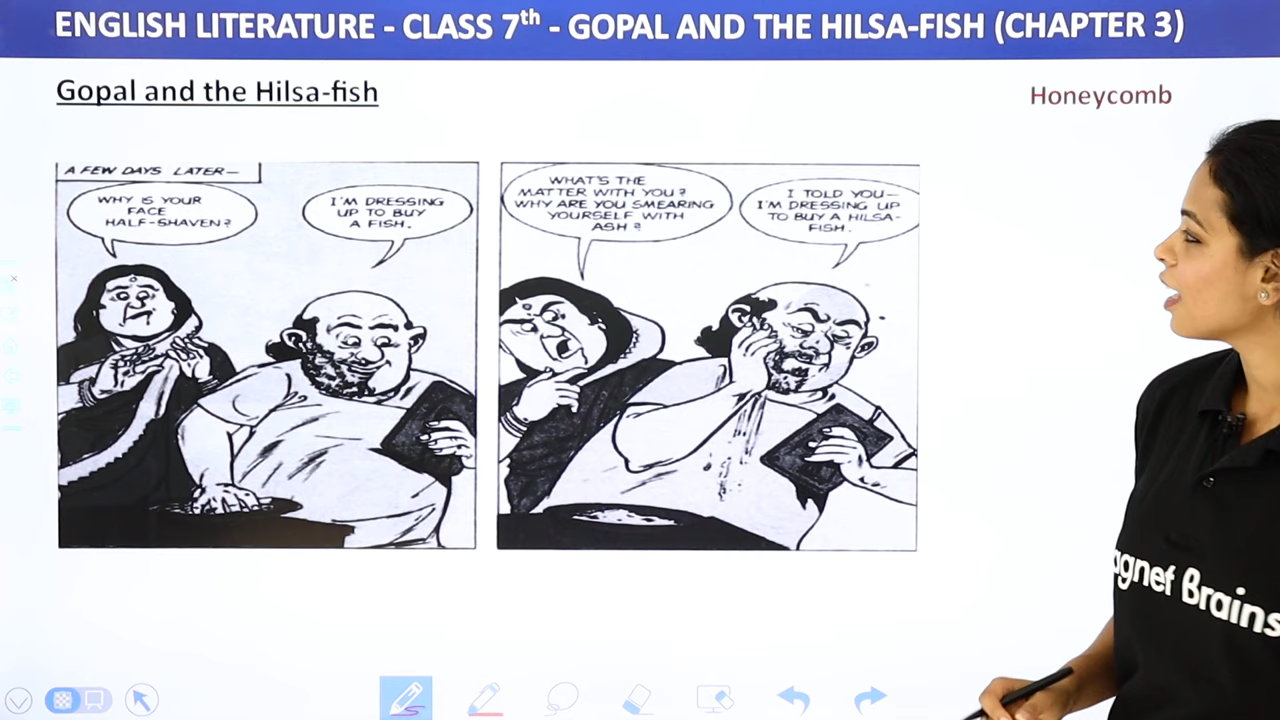 ENGLISH LITERATURE - CLASS 7th - GOPAL AND THE HILSA-FISH (CHAPTER 3)
Gopal and the Hilsa-fish
Honeycomb
A FEW DAYS LATER—
WHY IS YOUR
FACE
HALF-SHAVEN?
I'M DRESSING
UP TO BUY
A FISH.
WHAT'S THE
MATTER WITH YOU?
WHY ARE YOU SMEARING
YOURSELF WITH
ASH?
I TOLD YOU—
I'M DRESSING UP
TO BUY A HILSA-
FISH.
agnet Brains